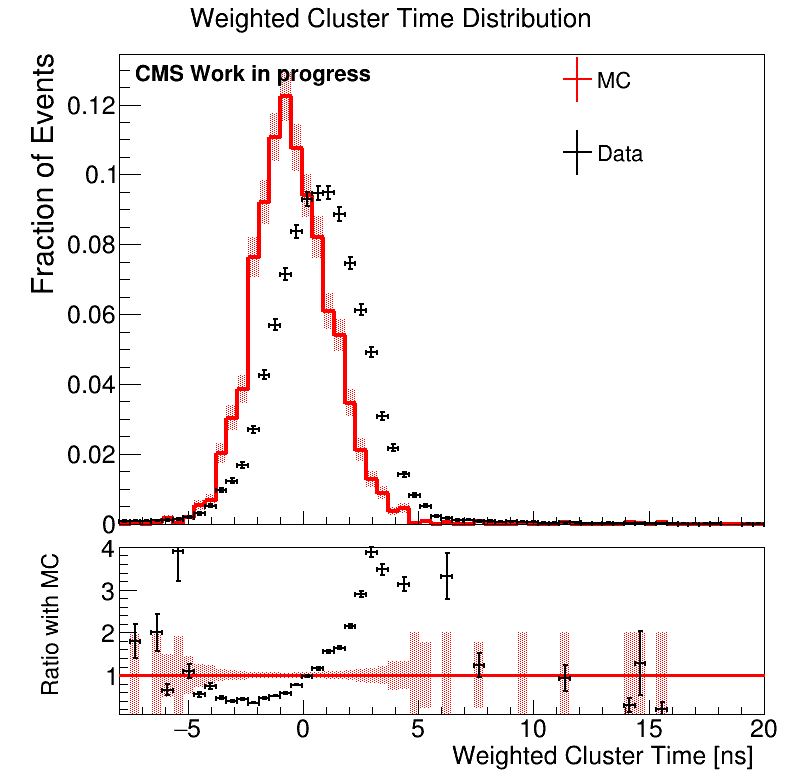 Weighted Cluster Time Distribution
CMS Work in progress
MC
Data
Fraction of Events
0.12
0.1
0.08
0.06
0.04
0.02
0
Ratio with MC
4
3
2
1
−5 0 5 10 15 20
Weighted Cluster Time [ns]